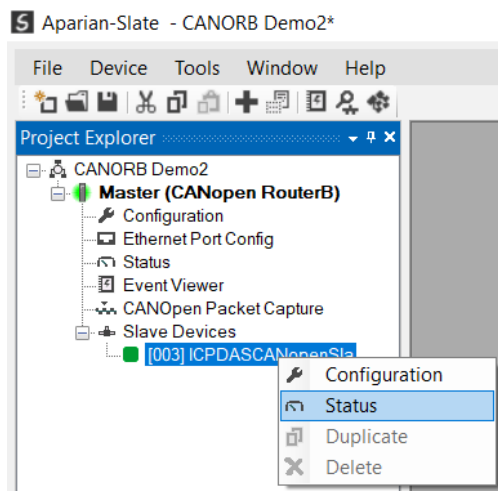 S Aparian-Slate - CANORB Demo2*
File Device Tools Window Help
Project Explorer
CANORB Demo2
Master (CANopen RouterB)
Configuration
Ethernet Port Config
Status
Event Viewer
CANOpen Packet Capture
Slave Devices
[003] ICPDASCANopenSla
Configuration
Status
Duplicate
Delete